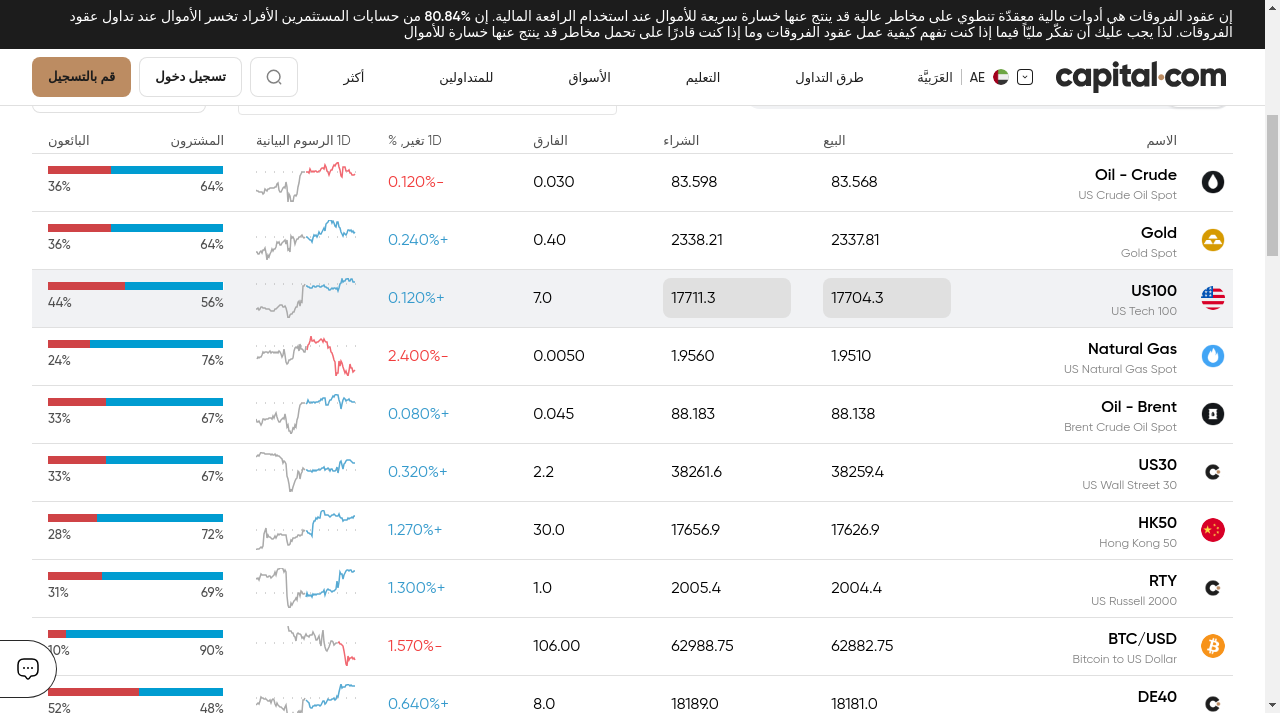 إن عقود الفروقات هي أدوات مالية معقدّة تنطوي على مخاطر عالية قد ينتج عنها خسارة سريعة للأموال عند استخدام الرافعة المالية. إن 80.84% من حسابات المستثمرين الأفراد تخسر الأموال عند تداول عقود
الفروقات. لذا يجب عليك أن تفكّر مليًّا فيما إذا كنت تفهم كيفية عمل عقود الفروقات وما إذا كنت قادرًا على تحمل مخاطر قد ينتج عنها خسارة للأموال
capital.com AE العَرَبيَّة طرق التداول التعليم الأسواق للمتداولين أكثر تسجيل دخول قم بالتسجيل
الاسم البيع الشراء الفارق 1D تغير, % 1D الرسوم البيانية المشترون البائعون
Oil - Crude 83.568 83.598 0.030 0.120%- 64% 36%
US Crude Oil Spot
Gold 2337.81 2338.21 0.40 0.240%+ 64% 36%
Gold Spot
US100 17704.3 17711.3 7.0 0.120%+ 56% 44%
US Tech 100
Natural Gas 1.9510 1.9560 0.0050 2.400%- 76% 24%
US Natural Gas Spot
Oil - Brent 88.138 88.183 0.045 0.080%+ 67% 33%
Brent Crude Oil Spot
US30 38259.4 38261.6 2.2 0.320%+ 67% 33%
US Wall Street 30
HK50 17626.9 17656.9 30.0 1.270%+ 72% 28%
Hong Kong 50
RTY 2004.4 2005.4 1.0 1.300%+ 69% 31%
US Russell 2000
BTC/USD 62882.75 62988.75 106.00 1.570%- 90% 10%
Bitcoin to US Dollar
DE40 18181.0 18189.0 8.0 0.640%+ 48% 52%